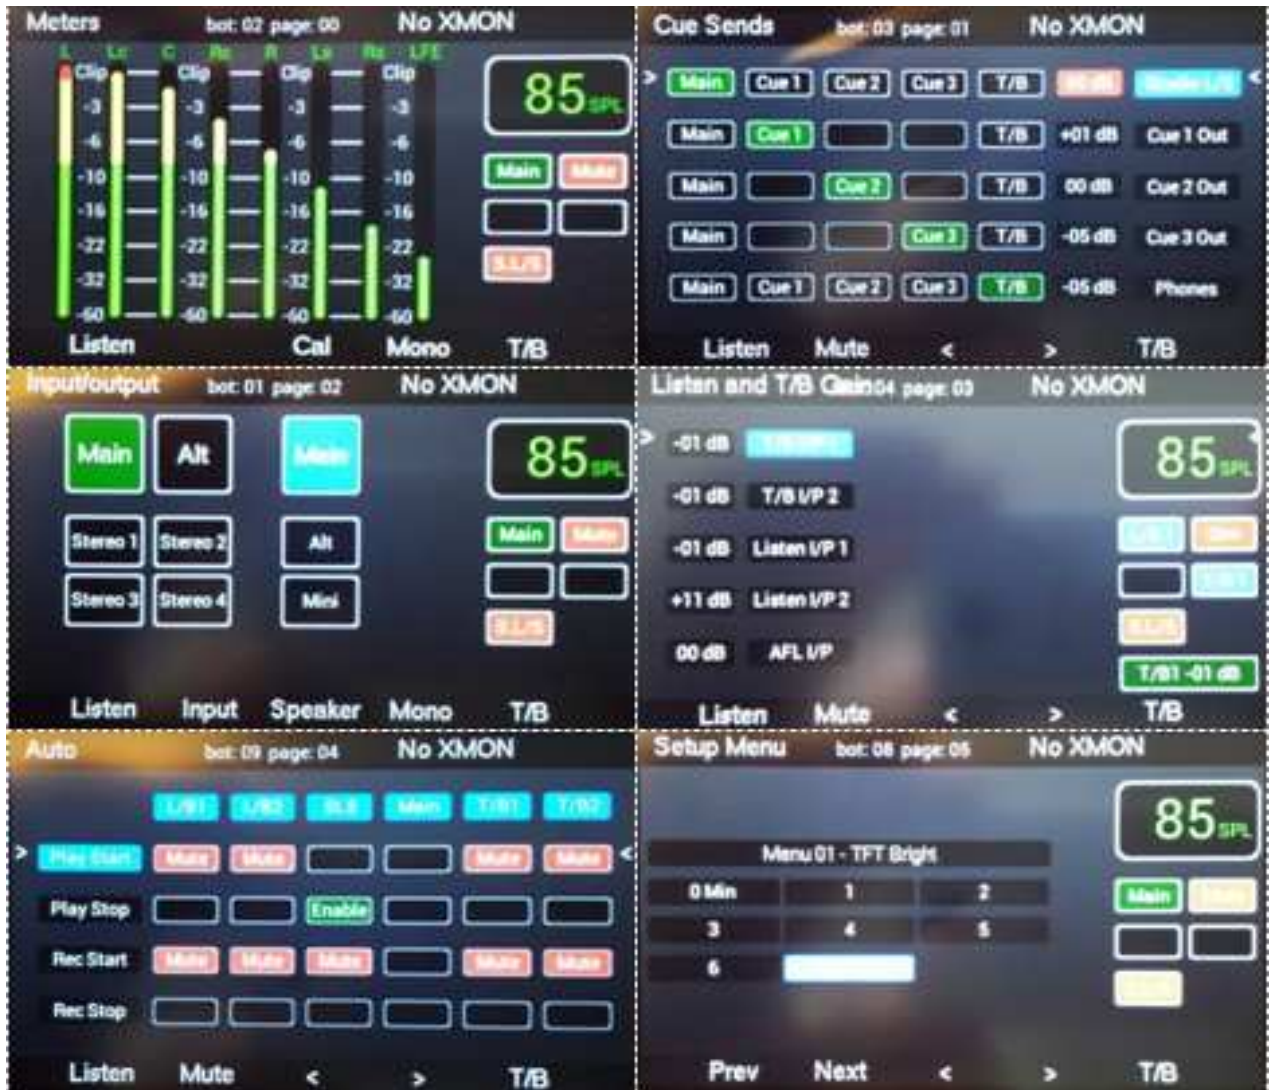 Meters bot: 02 page: 00 No XMON
L Lc C Rc R Ls Rs LFE
Clip Clip Clip Clip
-3 -3 -3 -3
-6 -6 -6 -6
-10 -10 -10 -10
-16 -16 -16 -16
-22 -22 -22 -22
-32 -32 -32 -32
-60 -60 -60 -60
85 SPL
Main Mute
S.L/S
Listen Cal Mono T/B
Cue Sends bot: 03 page: 01 No XMON
> Main Cue 1 Cue 2 Cue 3 T/B <
Main Cue 1 T/B +01 dB Cue 1 Out
Main Cue 2 T/B 00 dB Cue 2 Out
Main Cue 3 T/B -05 dB Cue 3 Out
Main Cue 1 Cue 2 Cue 3 T/B -05 dB Phones
Listen Mute < > T/B
Input/output bot: 01 page: 02 No XMON
Main Alt Main
85 SPL
Stereo 1 Stereo 2 Alt
Main Mute
Stereo 3 Stereo 4 Mini
S.L/S
Listen Input Speaker Mono T/B
Listen and T/B Gain:04 page: 03 No XMON
> -01 dB <
85 SPL
-01 dB T/B I/P 2
-01 dB Listen I/P 1
+11 dB Listen I/P 2
00 dB AFL I/P
S.L/S
T/B1 -01 dB
Listen Mute < > T/B
Auto bot: 09 page: 04 No XMON
L/B1 L/B2 SLS Main T/B1 T/B2
> Play Start Mute Mute Mute Mute <
Play Stop Enable
Rec Start Mute Mute Mute Mute Mute
Rec Stop
Listen Mute < > T/B
Setup Menu bot: 08 page: 05 No XMON
85 SPL
Menu 01 - TFT Bright
0 Min 1 2
3 4 5
6
Main
Prev Next < > T/B